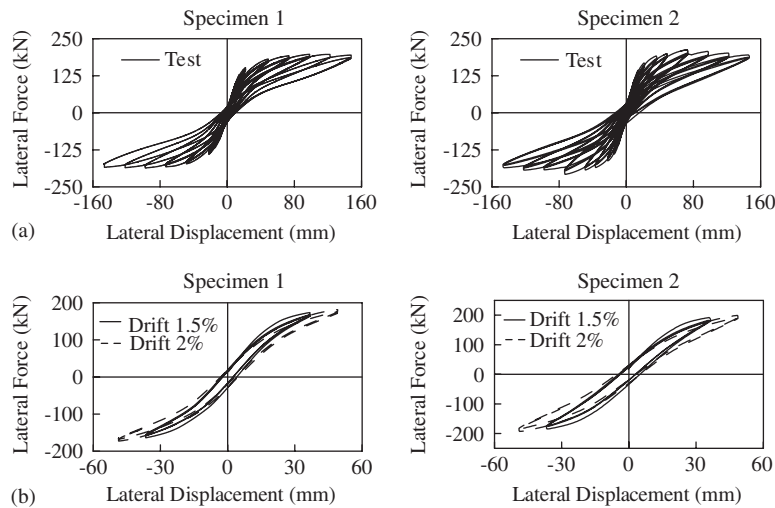 Specimen 1
Lateral Force (kN)
250
125
0
-125
-250
Test
-160
-80
0
80
160
Lateral Displacement (mm)
(a)
Specimen 2
Lateral Force (kN)
250
125
0
-125
-250
Test
-160
-80
0
80
160
Lateral Displacement (mm)
Specimen 1
Lateral Force (kN)
200
100
0
-100
-200
Drift 1.5%
Drift 2%
-60
-30
0
30
60
Lateral Displacement (mm)
(b)
Specimen 2
Lateral Force (kN)
200
100
0
-100
-200
Drift 1.5%
Drift 2%
-60
-30
0
30
60
Lateral Displacement (mm)